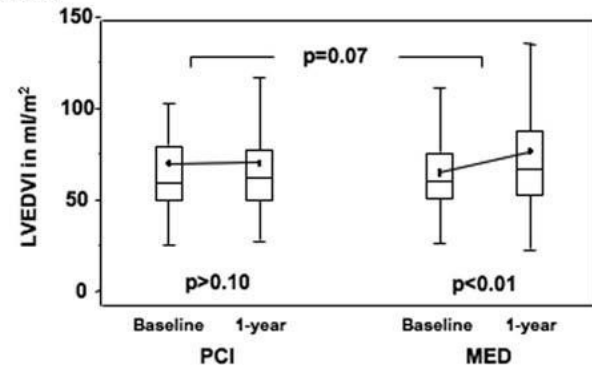 150
p=0.07
100
LVEDVI in ml/m²
50
0
p>0.10 p<0.01
Baseline 1-year Baseline 1-year
PCI MED